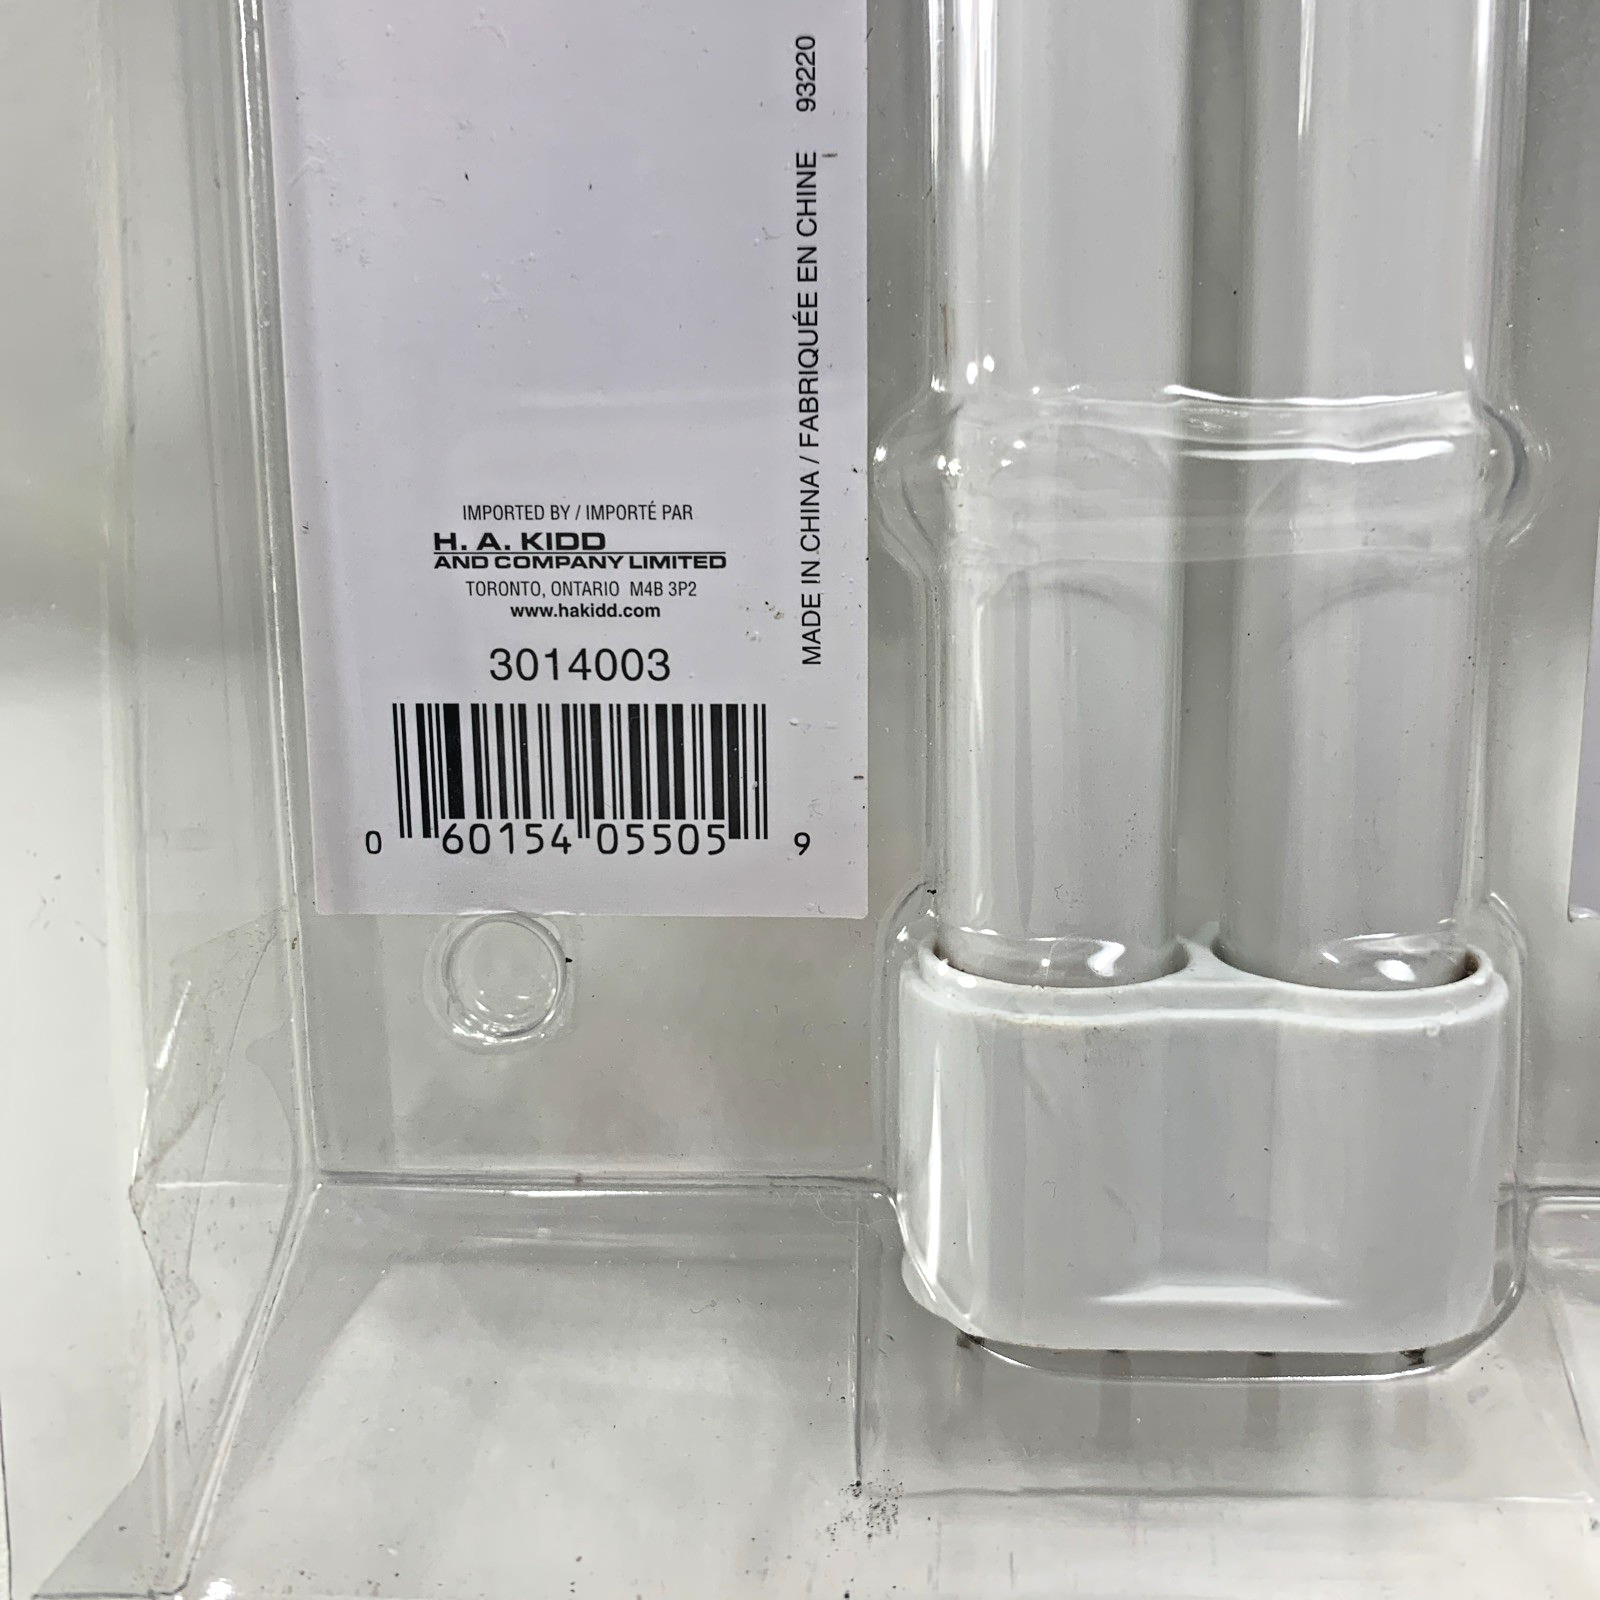 IMPORTED BY / IMPORTÉ PAR
H. A. KIDD
AND COMPANY LIMITED
TORONTO, ONTARIO  M4B 3P2
www.hakidd.com
3014003
0 60154 05505 9
MADE IN CHINA / FABRIQUÉE EN CHINE 93220